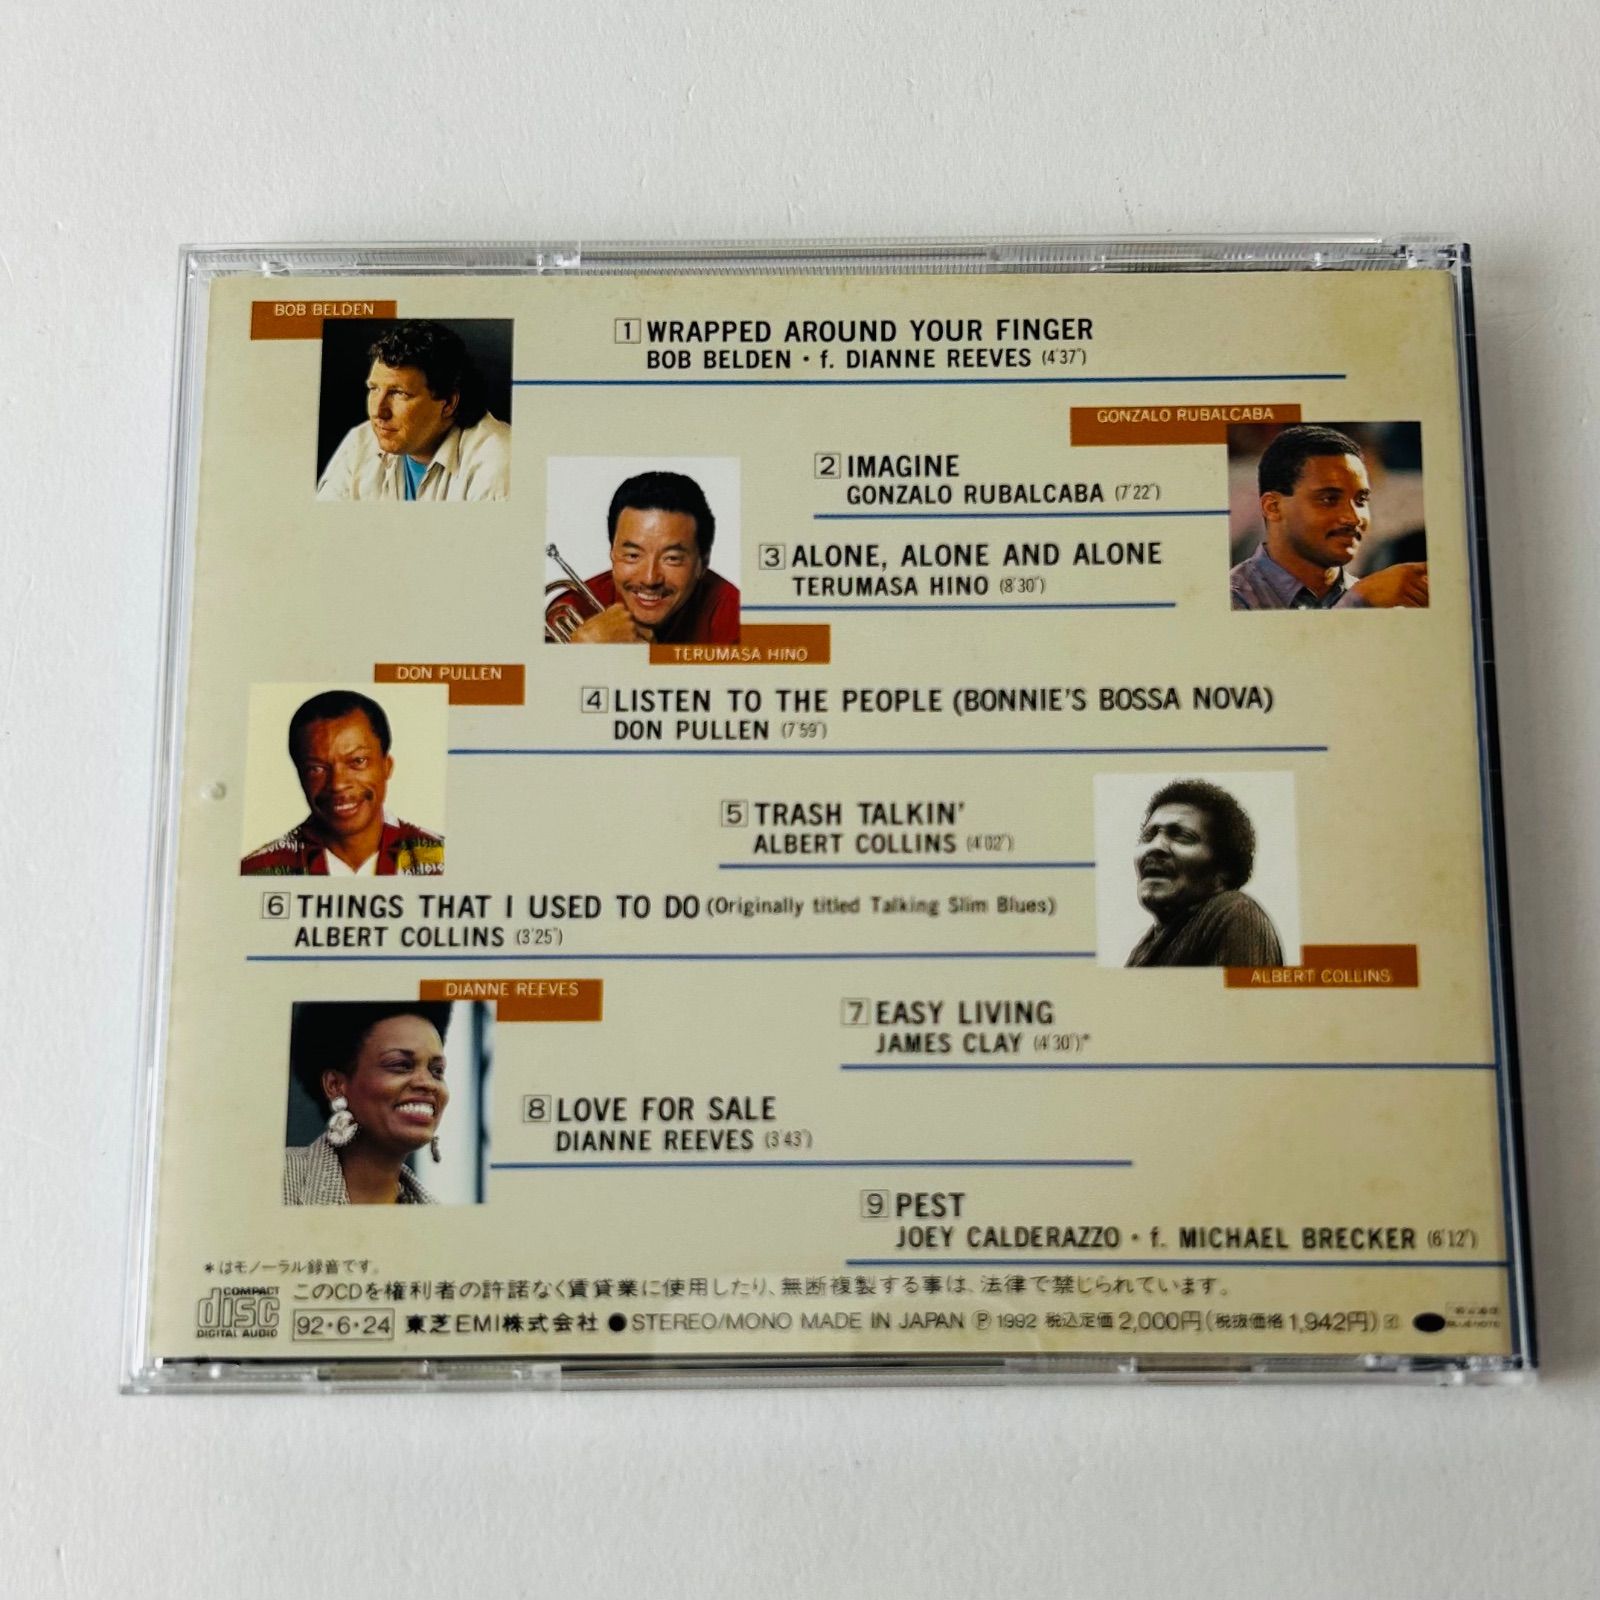 BOB BELDEN
1 WRAPPED AROUND YOUR FINGER
BOB BELDEN・f. DIANNE REEVES (4'37")
GONZALO RUBALCABA
2 IMAGINE
GONZALO RUBALCABA (7'22")
3 ALONE, ALONE AND ALONE
TERUMASA HINO (8'30")
TERUMASA HINO
DON PULLEN
4 LISTEN TO THE PEOPLE (BONNIE'S BOSSA NOVA)
DON PULLEN (7'59")
5 TRASH TALKIN'
ALBERT COLLINS (4'02")
6 THINGS THAT I USED TO DO (Originally titled Talking Slim Blues)
ALBERT COLLINS (3'25")
ALBERT COLLINS
DIANNE REEVES
7 EASY LIVING
JAMES CLAY (4'30")*
8 LOVE FOR SALE
DIANNE REEVES (3'43")
9 PEST
JOEY CALDERAZZO・f. MICHAEL BRECKER (6'12")
*はモノーラル録音です。
このCDを権利者の許諾なく賃貸業に使用したり、無断複製する事は、法律で禁じられています。
COMPACT disc DIGITAL AUDIO
92・6・24 東芝EMI株式会社 ●STEREO/MONO MADE IN JAPAN Ⓟ1992 税込定価2,000円(税抜価格1,942円)
BLUE NOTE